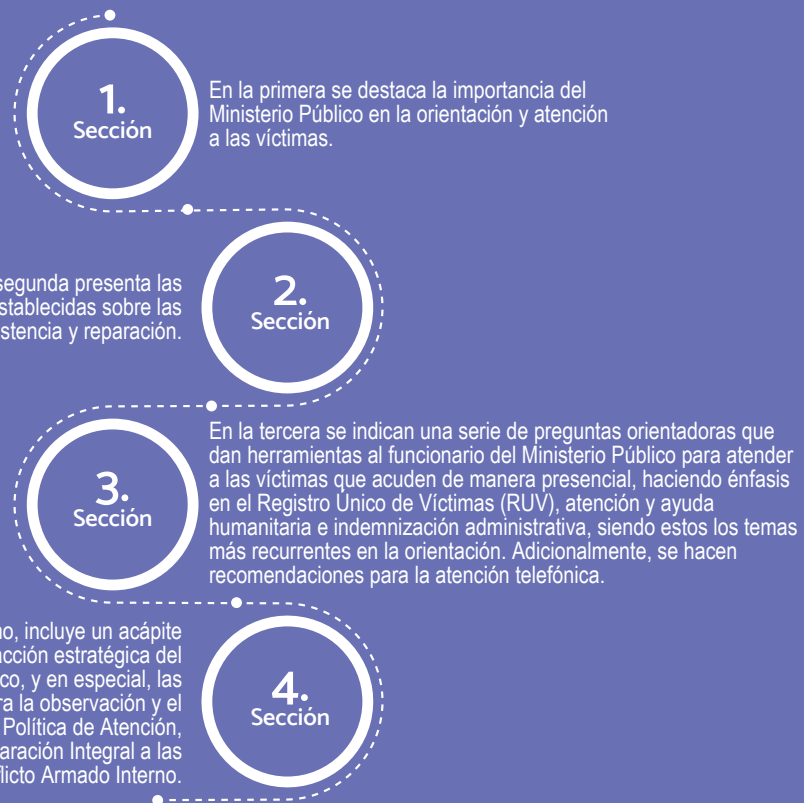 1.
Sección
En la primera se destaca la importancia del
Ministerio Público en la orientación y atención
a las víctimas.
segunda presenta las
stablecidas sobre las
stencia y reparación.
2.
Sección
3.
Sección
En la tercera se indican una serie de preguntas orientadoras que
dan herramientas al funcionario del Ministerio Público para atender
a las víctimas que acuden de manera presencial, haciendo énfasis
en el Registro Único de Víctimas (RUV), atención y ayuda
humanitaria e indemnización administrativa, siendo estos los temas
más recurrentes en la orientación. Adicionalmente, se hacen
recomendaciones para la atención telefónica.
no, incluye un acápite
acción estratégica del
co, y en especial, las
ra la observación y el
Política de Atención,
aración Integral a las
flicto Armado Interno.
4.
Sección